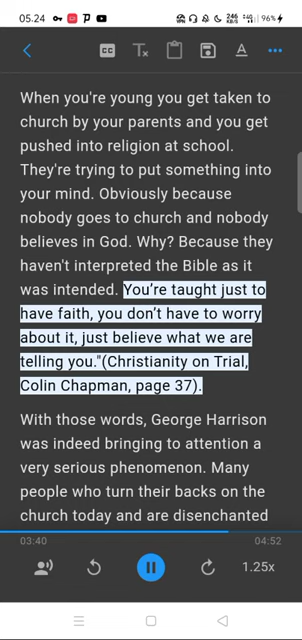 05.24
246
KB/S
4G
96%
CC
When you're young you get taken to
church by your parents and you get
pushed into religion at school.
They're trying to put something into
your mind. Obviously because
nobody goes to church and nobody
believes in God. Why? Because they
haven't interpreted the Bible as it
was intended. You’re taught just to
have faith, you don’t have to worry
about it, just believe what we are
telling you."(Christianity on Trial,
Colin Chapman, page 37).
With those words, George Harrison
was indeed bringing to attention a
very serious phenomenon. Many
people who turn their backs on the
church today and are disenchanted
03:40
04:52
1.25x